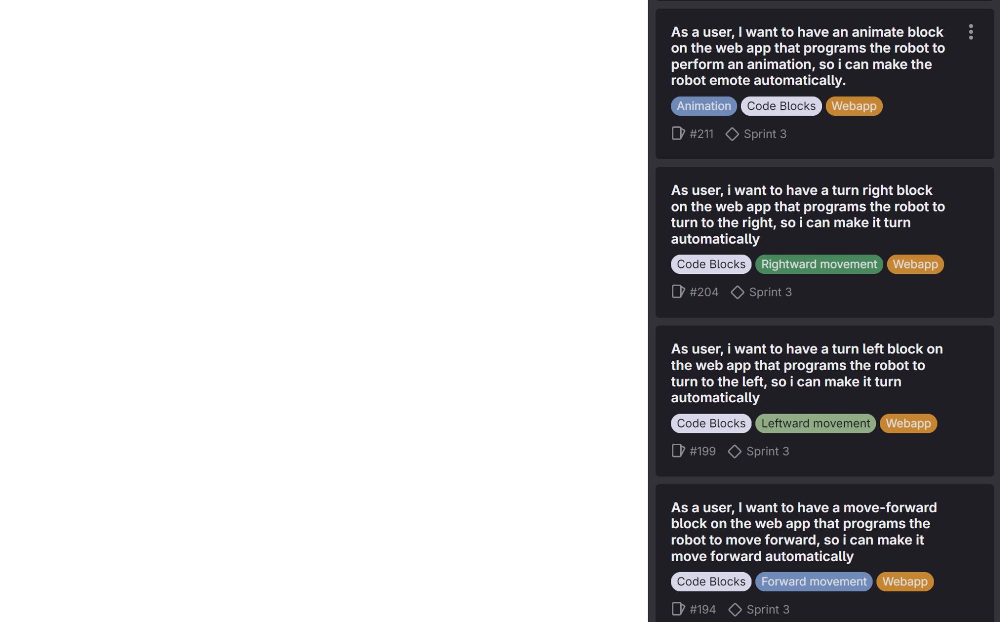 As a user, I want to have an animate block
on the web app that programs the robot to
perform an animation, so i can make the
robot emote automatically.
Animation Code Blocks Webapp
#211 Sprint 3
As user, i want to have a turn right block
on the web app that programs the robot to
turn to the right, so i can make it turn
automatically
Code Blocks Rightward movement Webapp
#204 Sprint 3
As user, i want to have a turn left block on
the web app that programs the robot to
turn to the left, so i can make it turn
automatically
Code Blocks Leftward movement Webapp
#199 Sprint 3
As a user, I want to have a move-forward
block on the web app that programs the
robot to move forward, so i can make it
move forward automatically
Code Blocks Forward movement Webapp
#194 Sprint 3